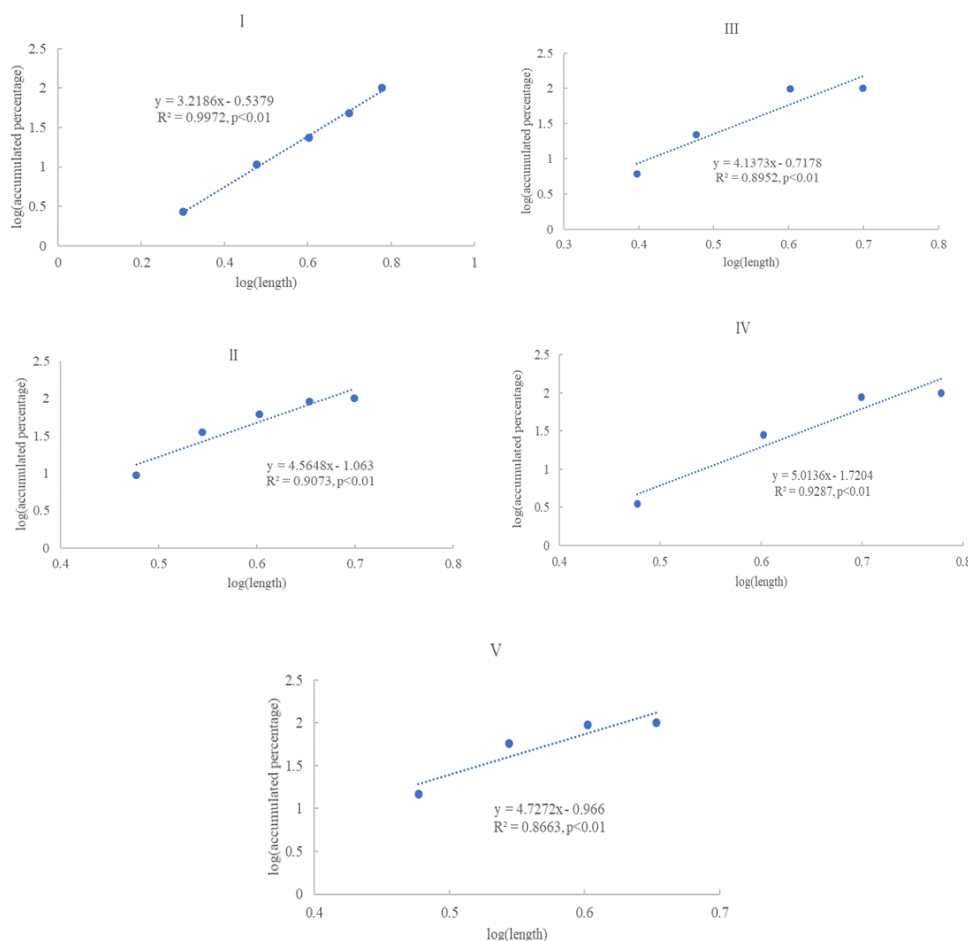 I
log(accumulated percentage)
2.5
2
1.5
1
0.5
0
y = 3.2186x - 0.5379
R² = 0.9972, p<0.01
0 0.2 0.4 0.6 0.8 1
log(length)
III
log(accumulated percentage)
2.5
2
1.5
1
0.5
0
y = 4.1373x - 0.7178
R² = 0.8952, p<0.01
0.3 0.4 0.5 0.6 0.7 0.8
log(length)
lI
log(accumulated percentage)
2.5
2
1.5
1
0.5
0
y = 4.5648x - 1.063
R² = 0.9073, p<0.01
0.4 0.5 0.6 0.7 0.8
log(length)
IV
log(accumulated percentage)
2.5
2
1.5
1
0.5
0
y = 5.0136x - 1.7204
R² = 0.9287, p<0.01
0.4 0.5 0.6 0.7 0.8
log(length)
V
log(accumulated percentage)
2.5
2
1.5
1
0.5
0
y = 4.7272x - 0.966
R² = 0.8663, p<0.01
0.4 0.5 0.6 0.7
log(length)